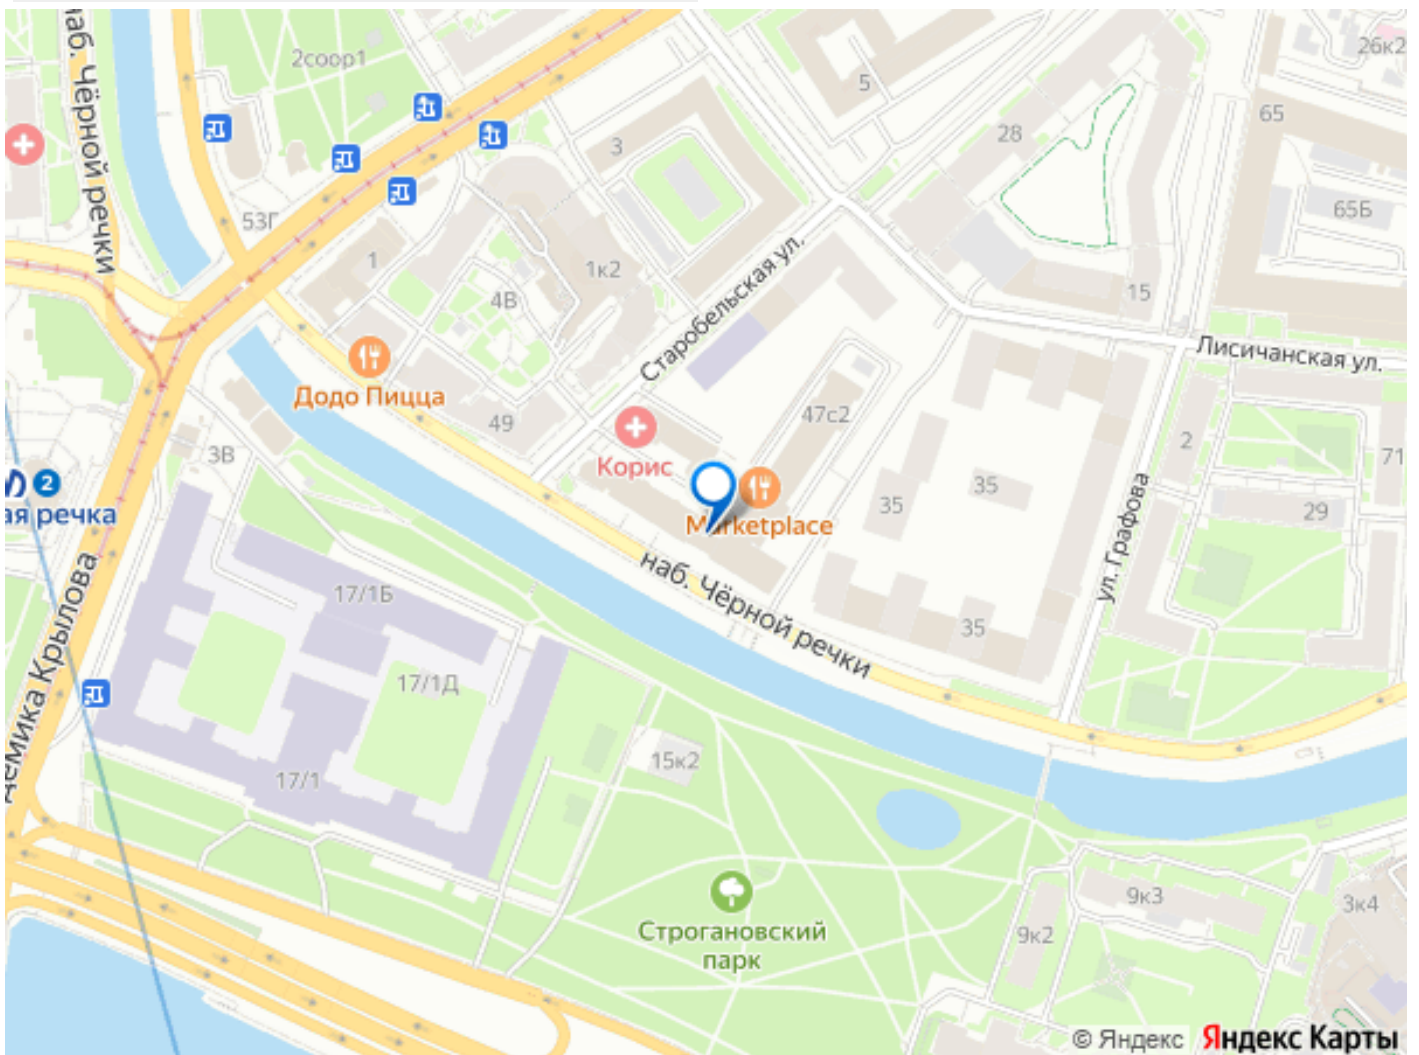 наб. Чёрной речки
2соор1
26к2
5
65
28
3
65Б
53Г
1
1к2
15
4В
Старобельская ул.
Лисичанская ул.
Додо Пицца
49
47с2
2
Корис
71
3В
2
ая речка
35
35
29
Marketplace
ул. Графова
наб. Чёрной речки
17/1Б
35
17/1Д
демика Крылова
15к2
17/1
9к3
3к4
Строгановский
парк
9к2
© Яндекс Яндекс Карты